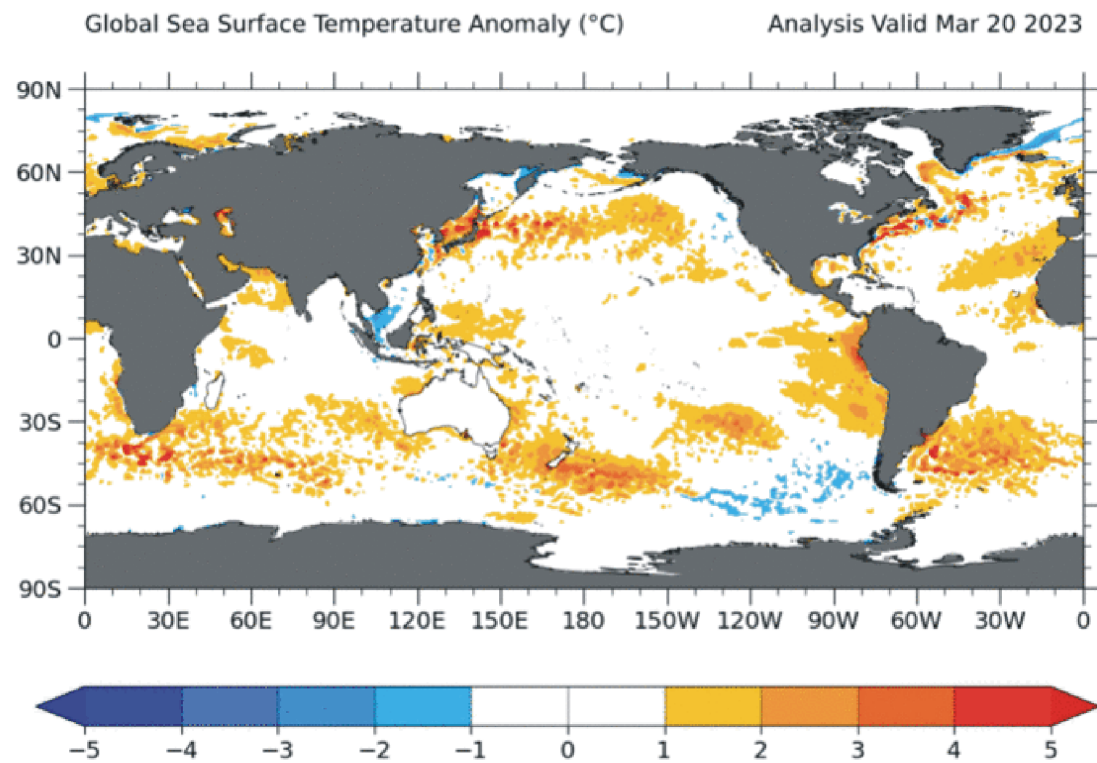 Global Sea Surface Temperature Anomaly (°C) Analysis Valid Mar 20 2023
90N
60N
30N
0
30S
60S
90S
0 30E 60E 90E 120E 150E 180 150W 120W 90W 60W 30W 0
−5 −4 −3 −2 −1 0 1 2 3 4 5